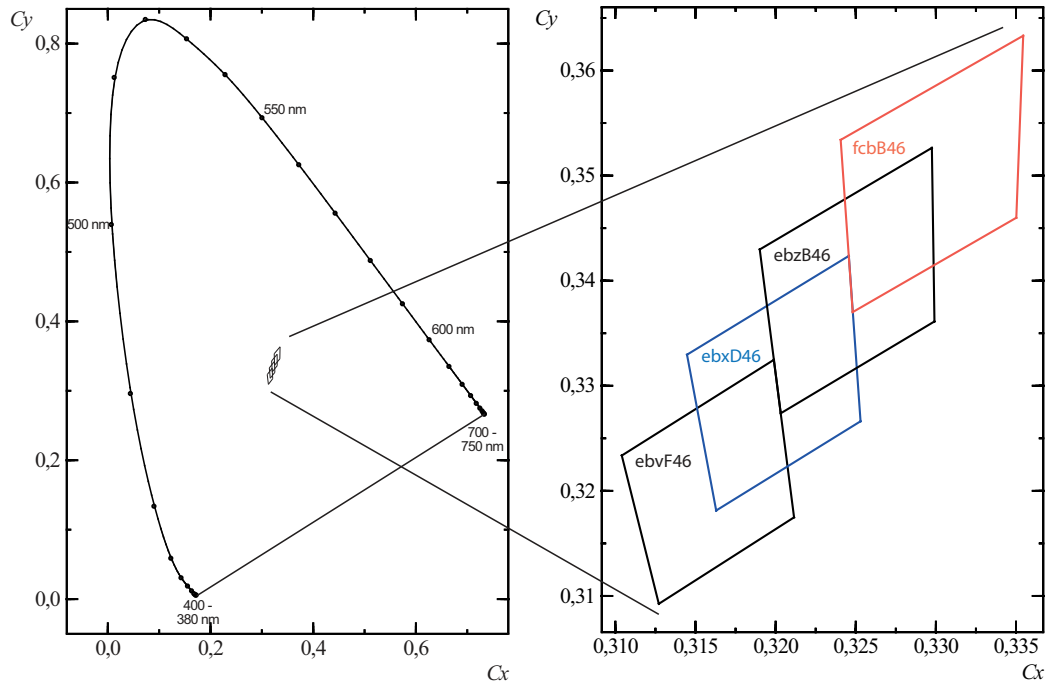 Cy
0,8
0,6
0,4
0,2
0,0
550 nm
500 nm
600 nm
700 -
750 nm
400 -
380 nm
0,0
0,2
0,4
0,6
Cx
Cy
0,36
0,35
0,34
0,33
0,32
0,31
fcbB46
ebzB46
ebxD46
ebvF46
0,310
0,315
0,320
0,325
0,330
0,335
Cx